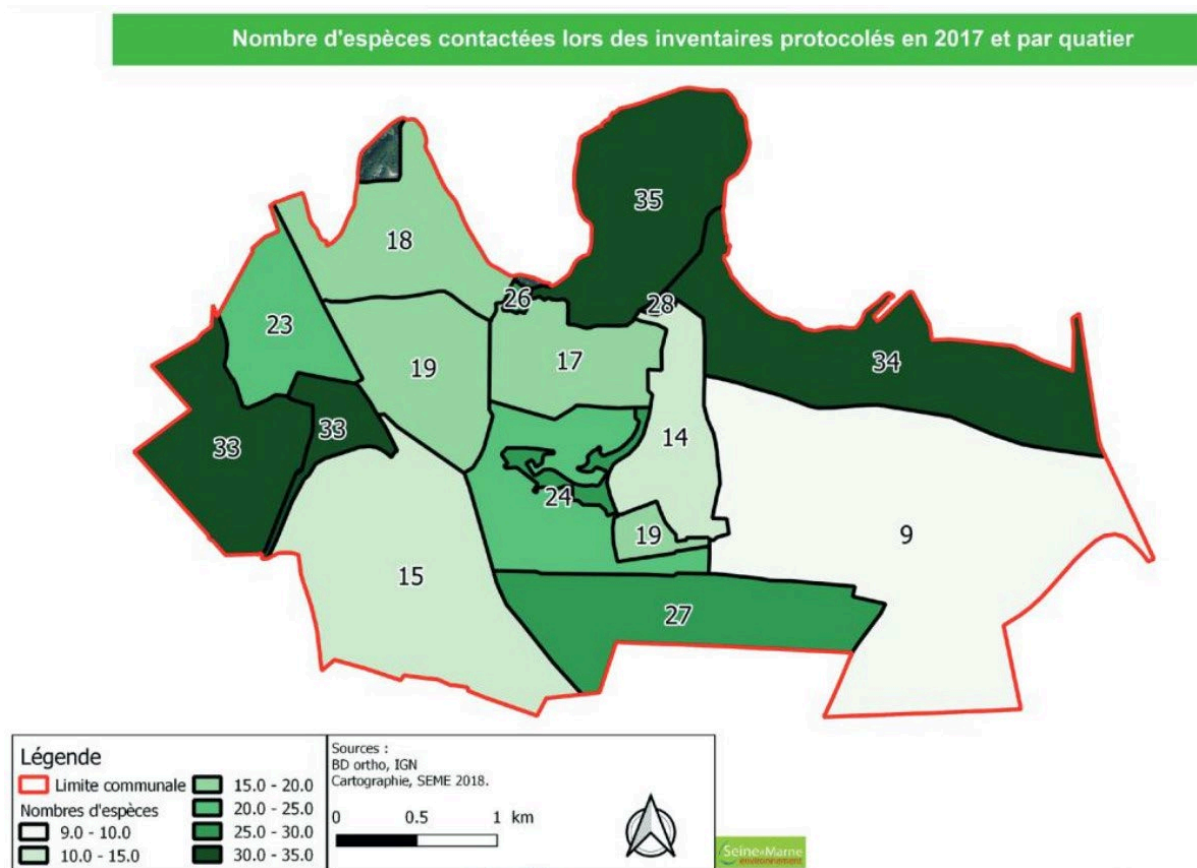 Nombre d'espèces contactées lors des inventaires protocolés en 2017 et par quatier
35
18
26
28
23
34
19
17
33
33
14
24
19
9
15
27
Légende
Limite communale
Nombres d'espèces
9.0 - 10.0
10.0 - 15.0
15.0 - 20.0
20.0 - 25.0
25.0 - 30.0
30.0 - 35.0
Sources :
BD ortho, IGN
Cartographie, SEME 2018.
0 0.5 1 km
Seine&Marne
environnement